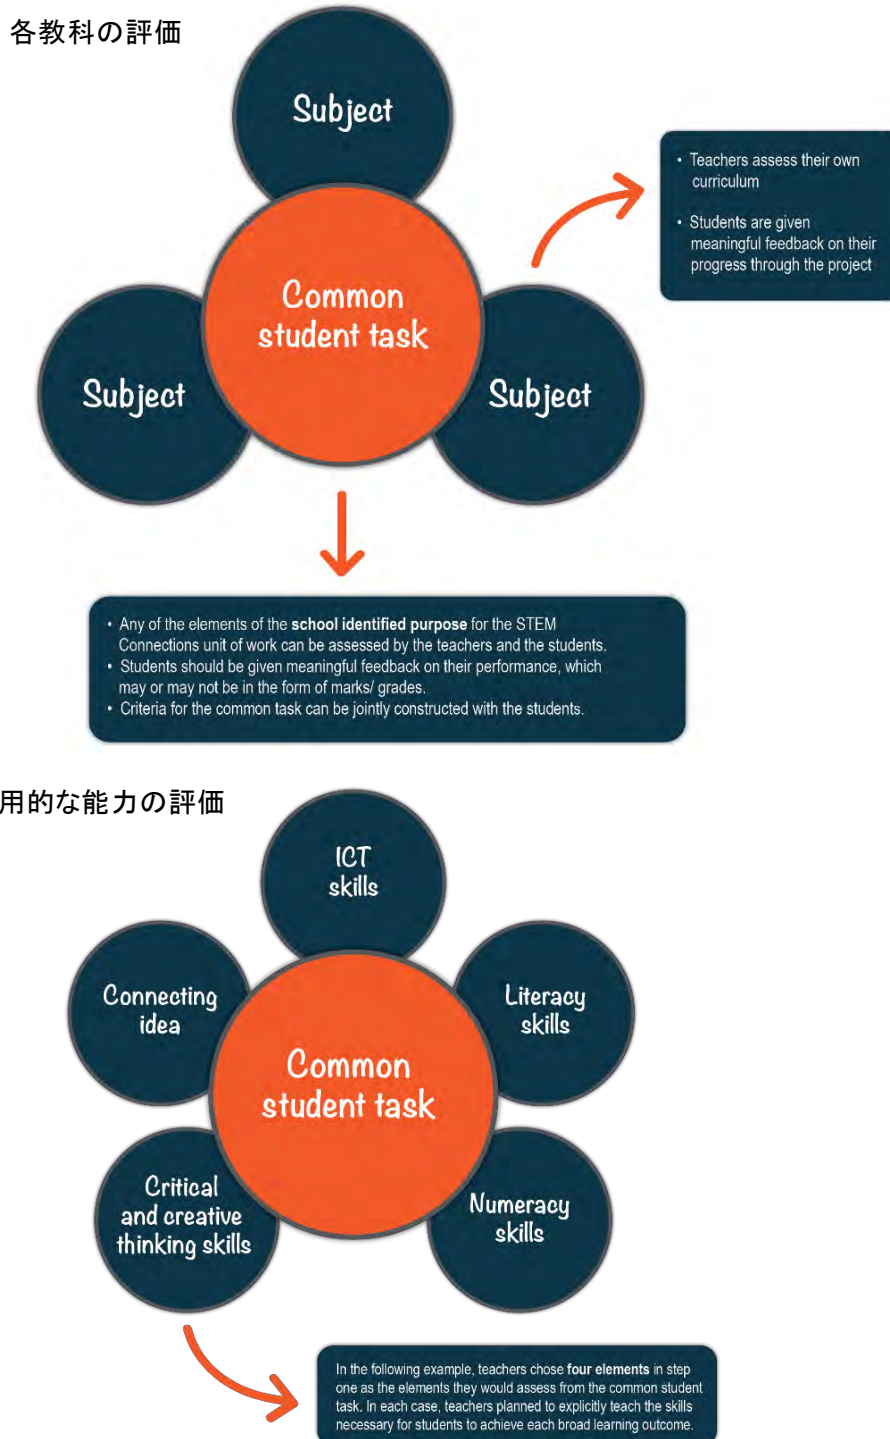 各教科の評価
Subject
Common
student task
Subject
Subject
• Teachers assess their own
curriculum
• Students are given
meaningful feedback on their
progress through the project
• Any of the elements of the school identified purpose for the STEM
Connections unit of work can be assessed by the teachers and the students.
• Students should be given meaningful feedback on their performance, which
may or may not be in the form of marks/ grades.
• Criteria for the common task can be jointly constructed with the students.
用的な能力の評価
ICT
skills
Connecting
idea
Literacy
skills
Common
student task
Critical
and creative
thinking skills
Numeracy
skills
In the following example, teachers chose four elements in step
one as the elements they would assess from the common student
task. In each case, teachers planned to explicitly teach the skills
necessary for students to achieve each broad learning outcome.